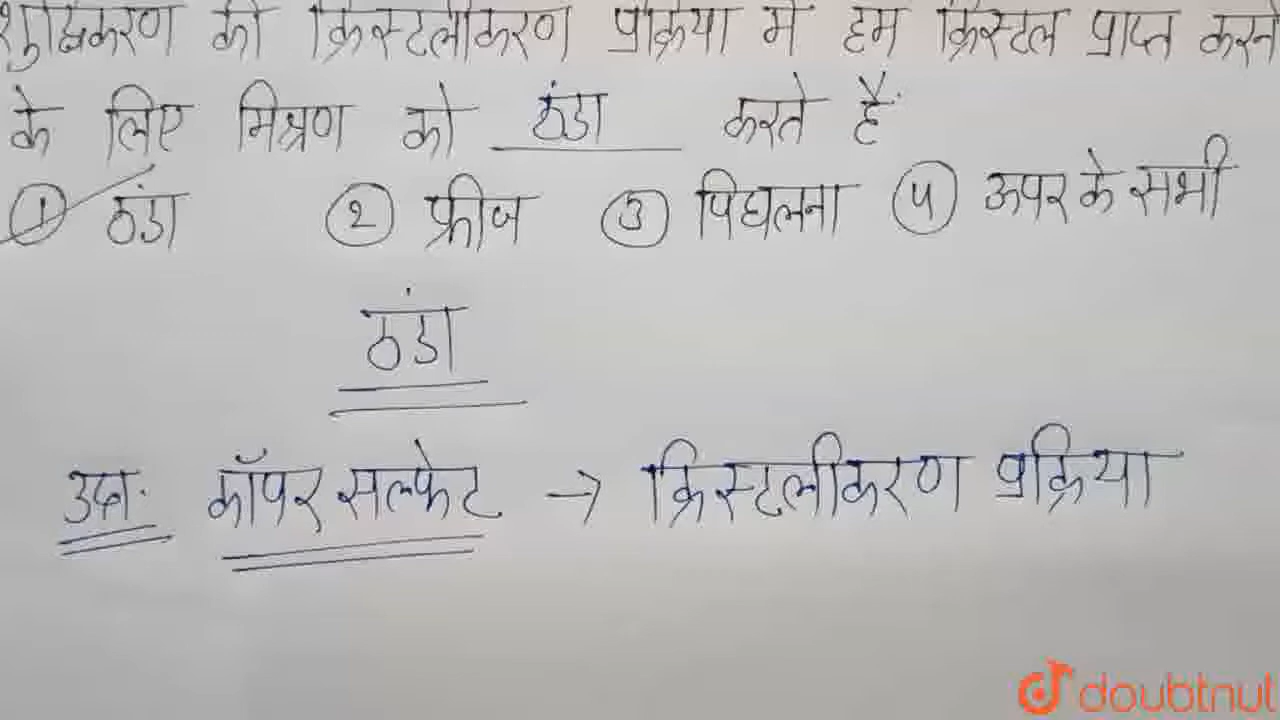 शुद्धिकरण की क्रिस्टलीकरण प्रक्रिया में हम क्रिस्टल प्राप्त करने
के लिए मिश्रण को ठंडा करते हैं
① ठंडा ② फ्रीज ③ पिघलना ④ ऊपर के सभी
ठंडा
उदा. कॉपर सल्फेट → क्रिस्टलीकरण प्रक्रिया
doubtnut